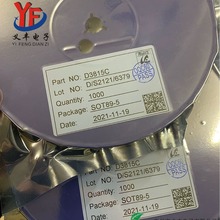 YF
义丰电子
YI FENG DIAN ZI
Part NO: D3815C
Lot NO: D/S2121/6379
Quantity: 1000
Package: SOT89-5
2021-11-19
PASS
Part NO: D3815C
Lot NO: D/S2121/6379
Quantity: 1000
Package: SOT89-5
2021-11-19